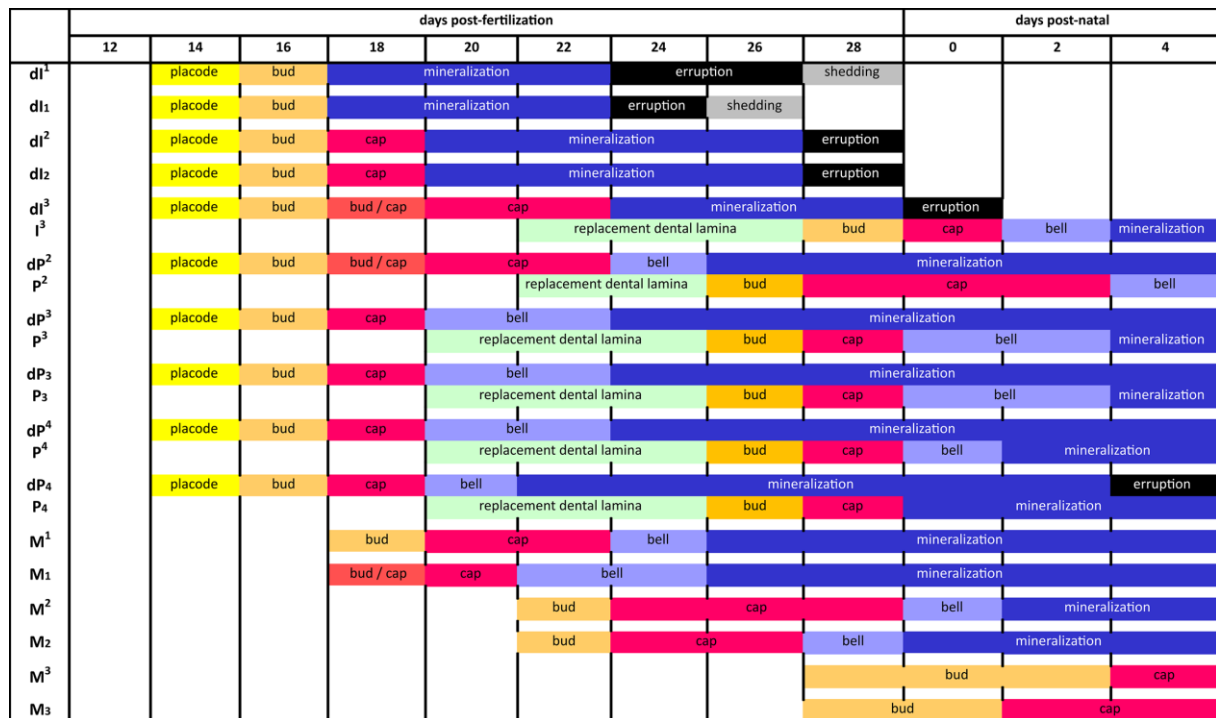 days post-fertilization days post-natal
12 14 16 18 20 22 24 26 28 0 2 4
dI¹ placode bud mineralization eruption shedding
dI₁ placode bud mineralization eruption shedding
dI² placode bud cap mineralization eruption
dI₂ placode bud cap mineralization eruption
dI³ placode bud bud / cap cap mineralization eruption
I³ replacement dental lamina bud cap bell mineralization
dP² placode bud bud / cap cap bell mineralization
P² replacement dental lamina bud cap bell
dP³ placode bud cap bell mineralization
P³ replacement dental lamina bud cap bell mineralization
dP₃ placode bud cap bell mineralization
P₃ replacement dental lamina bud cap bell mineralization
dP⁴ placode bud cap bell mineralization
P⁴ replacement dental lamina bud cap bell mineralization
dP₄ placode bud cap bell mineralization eruption
P₄ replacement dental lamina bud cap mineralization
M¹ bud cap bell mineralization
M₁ bud / cap cap bell mineralization
M² bud cap bell mineralization
M₂ bud cap bell mineralization
M³ bud cap
M₃ bud cap